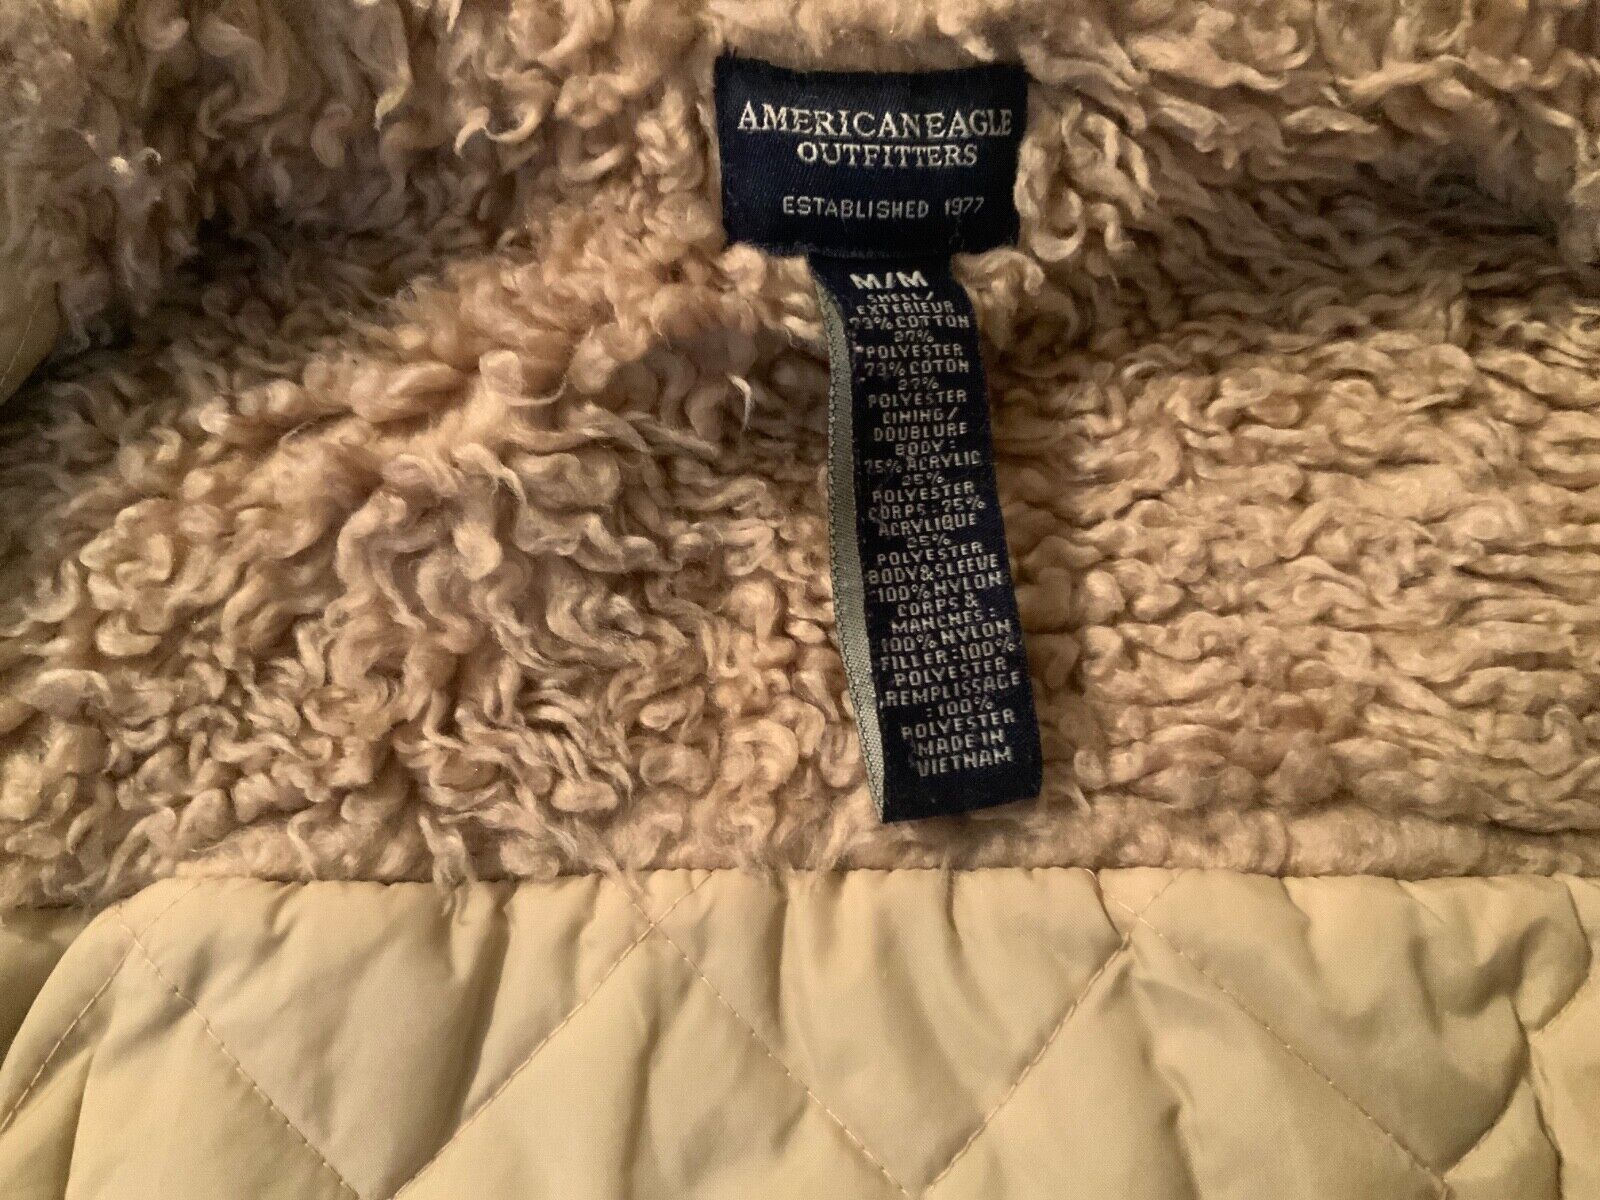 AMERICAN EAGLE
OUTFITTERS
ESTABLISHED 1977
M/M
SHELL/
EXTERIEUR
73% COTTON
27%
POLYESTER
73% COTON
27%
POLYESTER
LINING/
DOUBLURE
BODY:
75% ACRYLIC
25%
POLYESTER
CORPS:75%
ACRYLIQUE
25%
POLYESTER
BODY&SLEEVE
:100% NYLON
CORPS &
MANCHES:
100% NYLON
FILLER:100%
POLYESTER
REMPLISSAGE
:100%
POLYESTER
MADE IN
VIETNAM